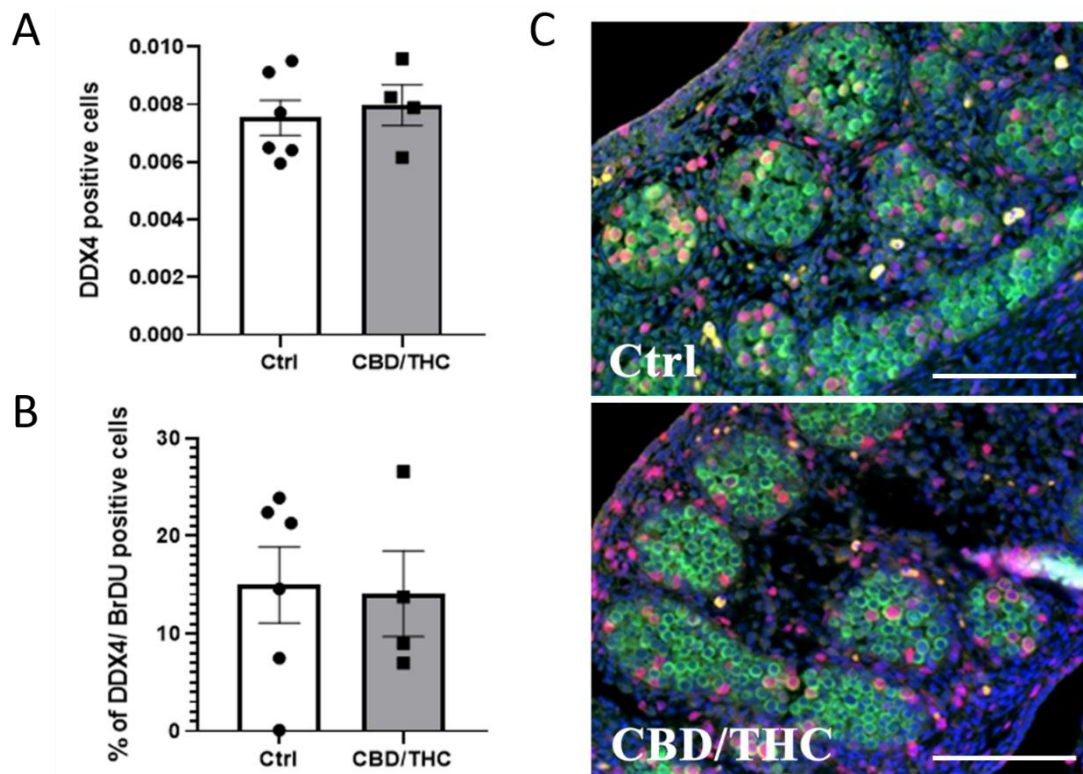 A
DDX4 positive cells
0.010
0.008
0.006
0.004
0.002
0.000
Ctrl CBD/THC
B
% of DDX4/ BrDU positive cells
30
20
10
0
Ctrl CBD/THC
C
Ctrl
CBD/THC